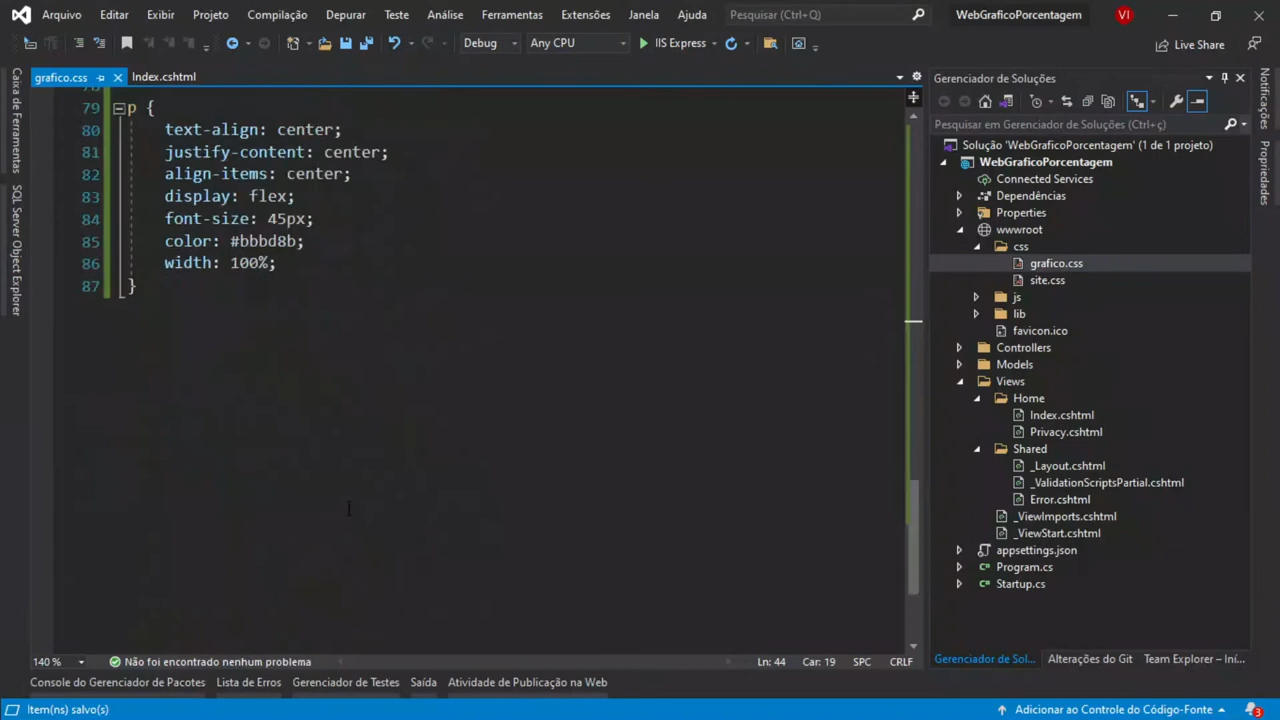 Arquivo Editar Exibir Projeto Compilação Depurar Teste Análise Ferramentas Extensões Janela Ajuda Pesquisar (Ctrl+Q) WebGraficoPorcentagem VI
Debug Any CPU IIS Express Live Share
grafico.css Index.cshtml
79 p {
80 text-align: center;
81 justify-content: center;
82 align-items: center;
83 display: flex;
84 font-size: 45px;
85 color: #bbbd8b;
86 width: 100%;
87 }
140 % Não foi encontrado nenhum problema Ln: 44 Car: 19 SPC CRLF
Caixa de Ferramentas
SQL Server Object Explorer
Gerenciador de Soluções
Pesquisar em Gerenciador de Soluções (Ctrl+ç)
Solução 'WebGraficoPorcentagem' (1 de 1 projeto)
WebGraficoPorcentagem
Connected Services
Dependências
Properties
wwwroot
css
grafico.css
site.css
js
lib
favicon.ico
Controllers
Models
Views
Home
Index.cshtml
Privacy.cshtml
Shared
_Layout.cshtml
_ValidationScriptsPartial.cshtml
Error.cshtml
_ViewImports.cshtml
_ViewStart.cshtml
appsettings.json
Program.cs
Startup.cs
Gerenciador de Sol... Alterações do Git Team Explorer – Iní...
Notificações
Propriedades
Console do Gerenciador de Pacotes Lista de Erros Gerenciador de Testes Saída Atividade de Publicação na Web
Item(ns) salvo(s) Adicionar ao Controle do Código-Fonte 3